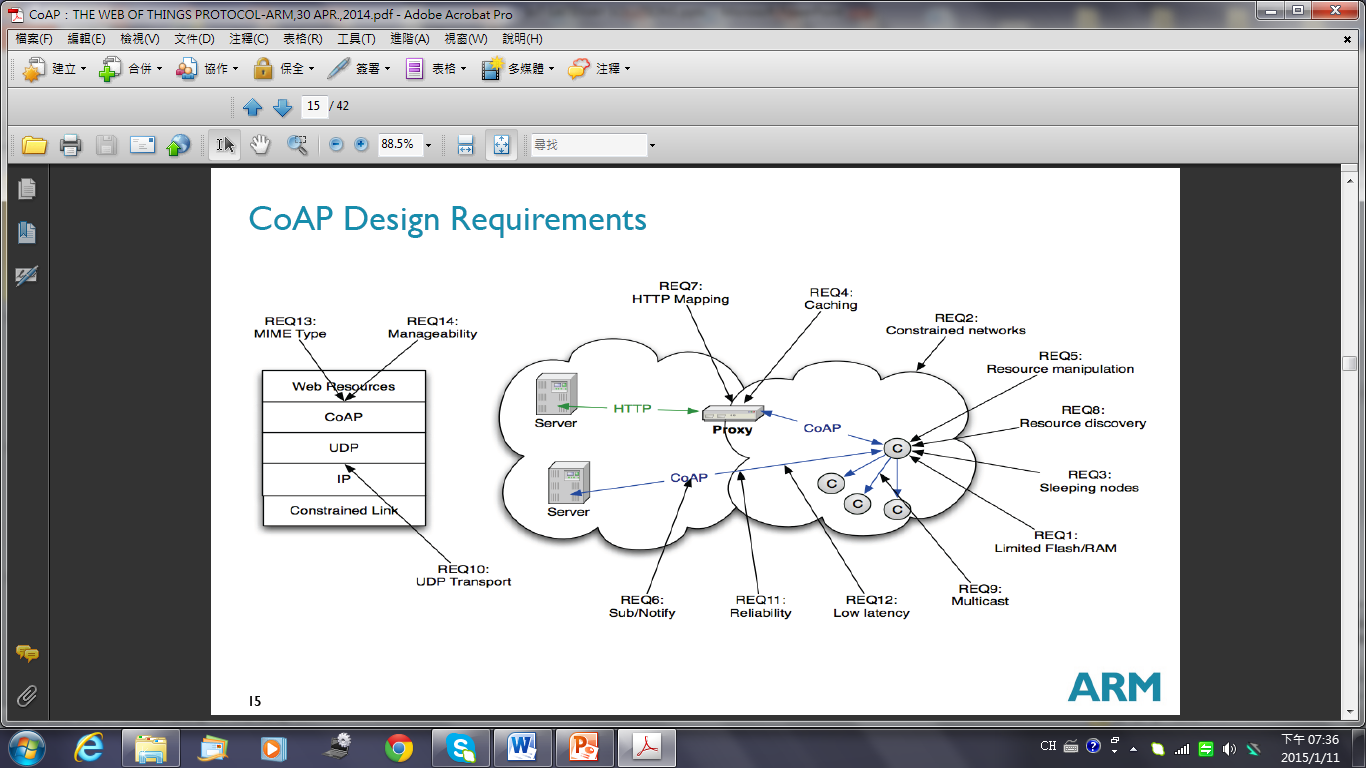 CoAP：THE WEB OF THINGS PROTOCOL-ARM,30 APR.,2014.pdf - Adobe Acrobat Pro
檔案(F) 編輯(E) 檢視(V) 文件(D) 注釋(C) 表格(R) 工具(T) 進階(A) 視窗(W) 說明(H)
建立 合併 協作 保全 簽署 表格 多媒體 注釋
15 / 42
88.5% 尋找
CoAP Design Requirements
REQ7:
HTTP Mapping
REQ4:
Caching
REQ13:
MIME Type
REQ14:
Manageability
REQ2:
Constrained networks
REQ5:
Resource manipulation
Web Resources
CoAP
UDP
IP
Constrained Link
Server
HTTP
Proxy
CoAP
REQ8:
Resource discovery
C
CoAP
Server
C
C
C
REQ3:
Sleeping nodes
REQ1:
Limited Flash/RAM
REQ10:
UDP Transport
REQ6:
Sub/Notify
REQ11:
Reliability
REQ12:
Low latency
REQ9:
Multicast
15
ARM
CH
下午 07:36
2015/1/11